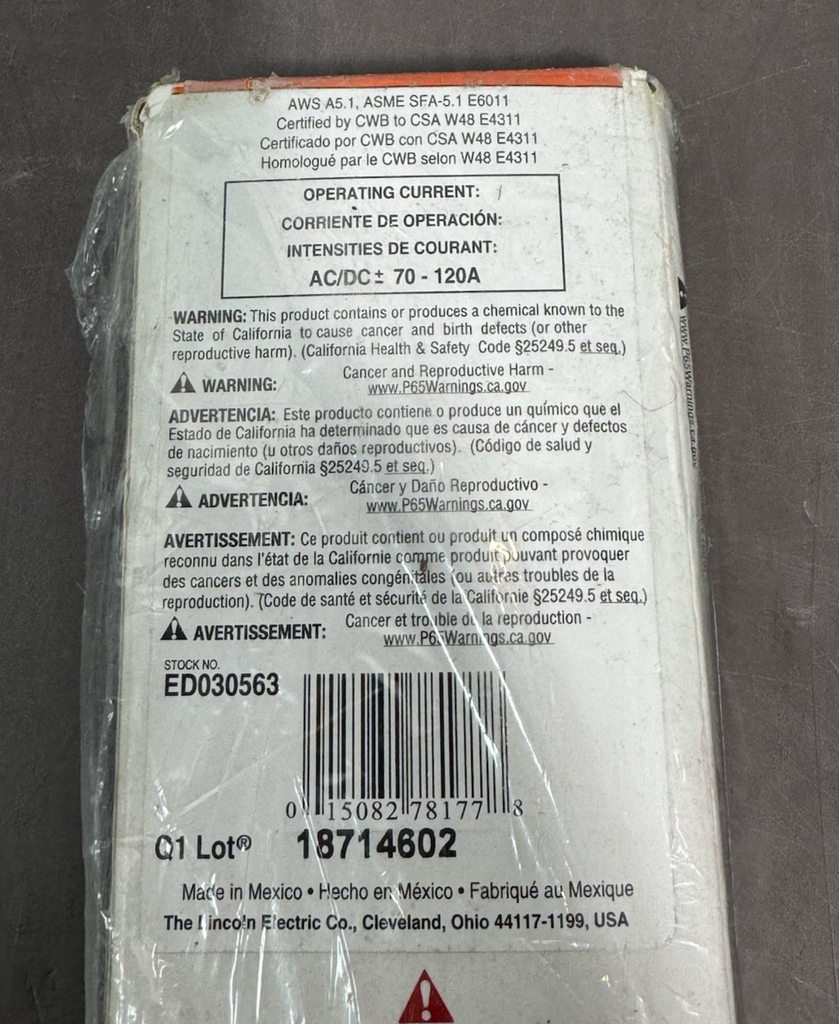 AWS A5.1, ASME SFA-5.1 E6011
Certified by CWB to CSA W48 E4311
Certificado por CWB con CSA W48 E4311
Homologué par le CWB selon W48 E4311
OPERATING CURRENT:
CORRIENTE DE OPERACIÓN:
INTENSITIES DE COURANT:
AC/DC± 70 - 120A
WARNING: This product contains or produces a chemical known to the
State of California to cause cancer and birth defects (or other
reproductive harm). (California Health & Safety Code §25249.5 et seq.)
WARNING: Cancer and Reproductive Harm -
www.P65Warnings.ca.gov
ADVERTENCIA: Este producto contiene o produce un químico que el
Estado de California ha determinado que es causa de cáncer y defectos
de nacimiento (u otros daños reproductivos). (Código de salud y
seguridad de California §25249.5 et seq.)
ADVERTENCIA: Cáncer y Daño Reproductivo -
www.P65Warnings.ca.gov
AVERTISSEMENT: Ce produit contient ou produit un composé chimique
reconnu dans l'état de la Californie comme produit pouvant provoquer
des cancers et des anomalies congénitales (ou autres troubles de la
reproduction). (Code de santé et sécurité de la Californie §25249.5 et seq.)
AVERTISSEMENT: Cancer et trouble de la reproduction -
www.P65Warnings.ca.gov
STOCK NO.
ED030563
0 15082 78177 8
Q1 Lot® 18714602
Made in Mexico • Hecho en México • Fabriqué au Mexique
The Lincoln Electric Co., Cleveland, Ohio 44117-1199, USA
www.P65Warnings.ca.gov